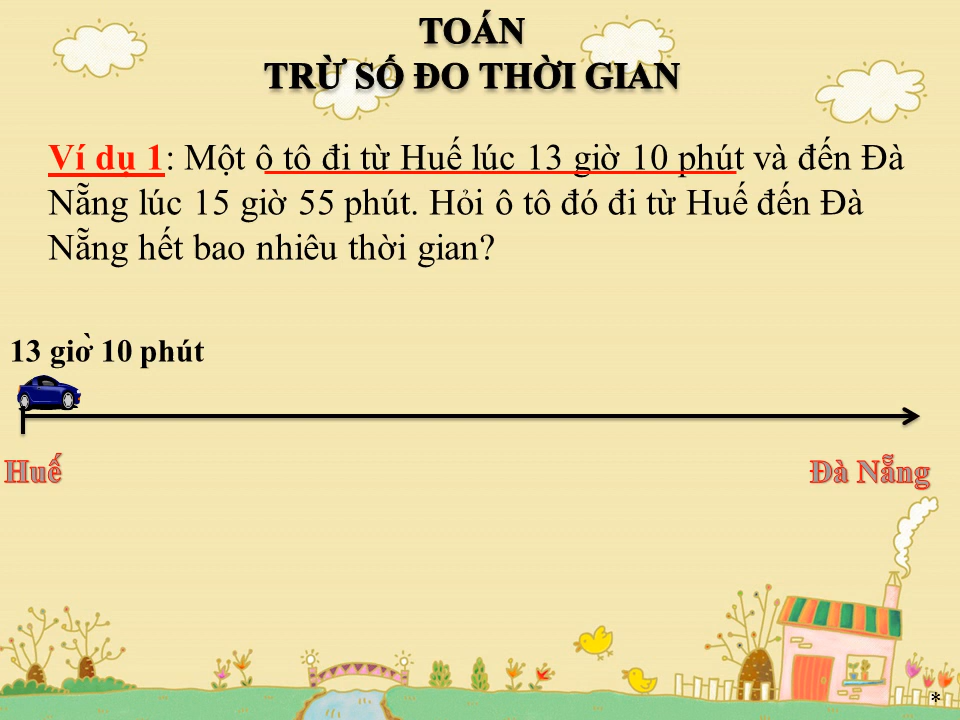 TOÁN
TRỪ SỐ ĐO THỜI GIAN
Ví dụ 1: Một ô tô đi từ Huế lúc 13 giờ 10 phút và đến Đà
Nẵng lúc 15 giờ 55 phút. Hỏi ô tô đó đi từ Huế đến Đà
Nẵng hết bao nhiêu thời gian?
13 giờ 10 phút
Huế
Đà Nẵng
*